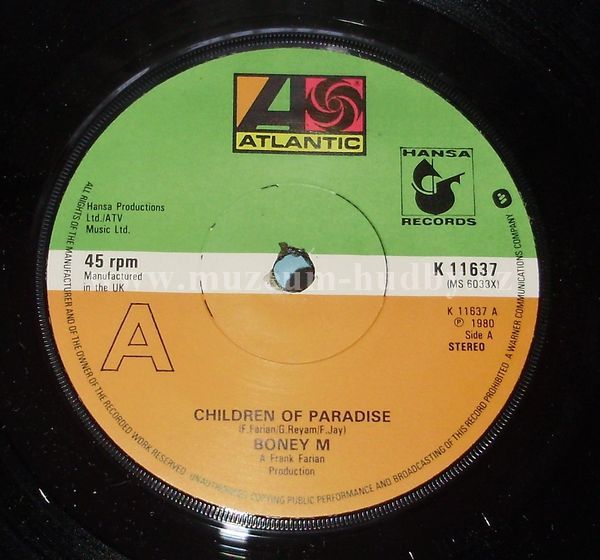 ATLANTIC
HANSA
RECORDS
Hansa Productions
Ltd./ATV
Music Ltd.
45 rpm
Manufactured
in the UK
K 11637
(MS 6033X)
www.muzeum-hudby.cz
K 11637 A
℗ 1980
Side A
STEREO
A
CHILDREN OF PARADISE
(F.Farian/G.Reyam/F.Jay)
BONEY M
A Frank Farian
Production
ALL RIGHTS OF THE MANUFACTURER AND OF THE OWNER OF THE RECORDED WORK RESERVED UNAUTHORISED COPYING PUBLIC PERFORMANCE AND BROADCASTING OF THIS RECORD PROHIBITED A WARNER COMMUNICATIONS COMPANY